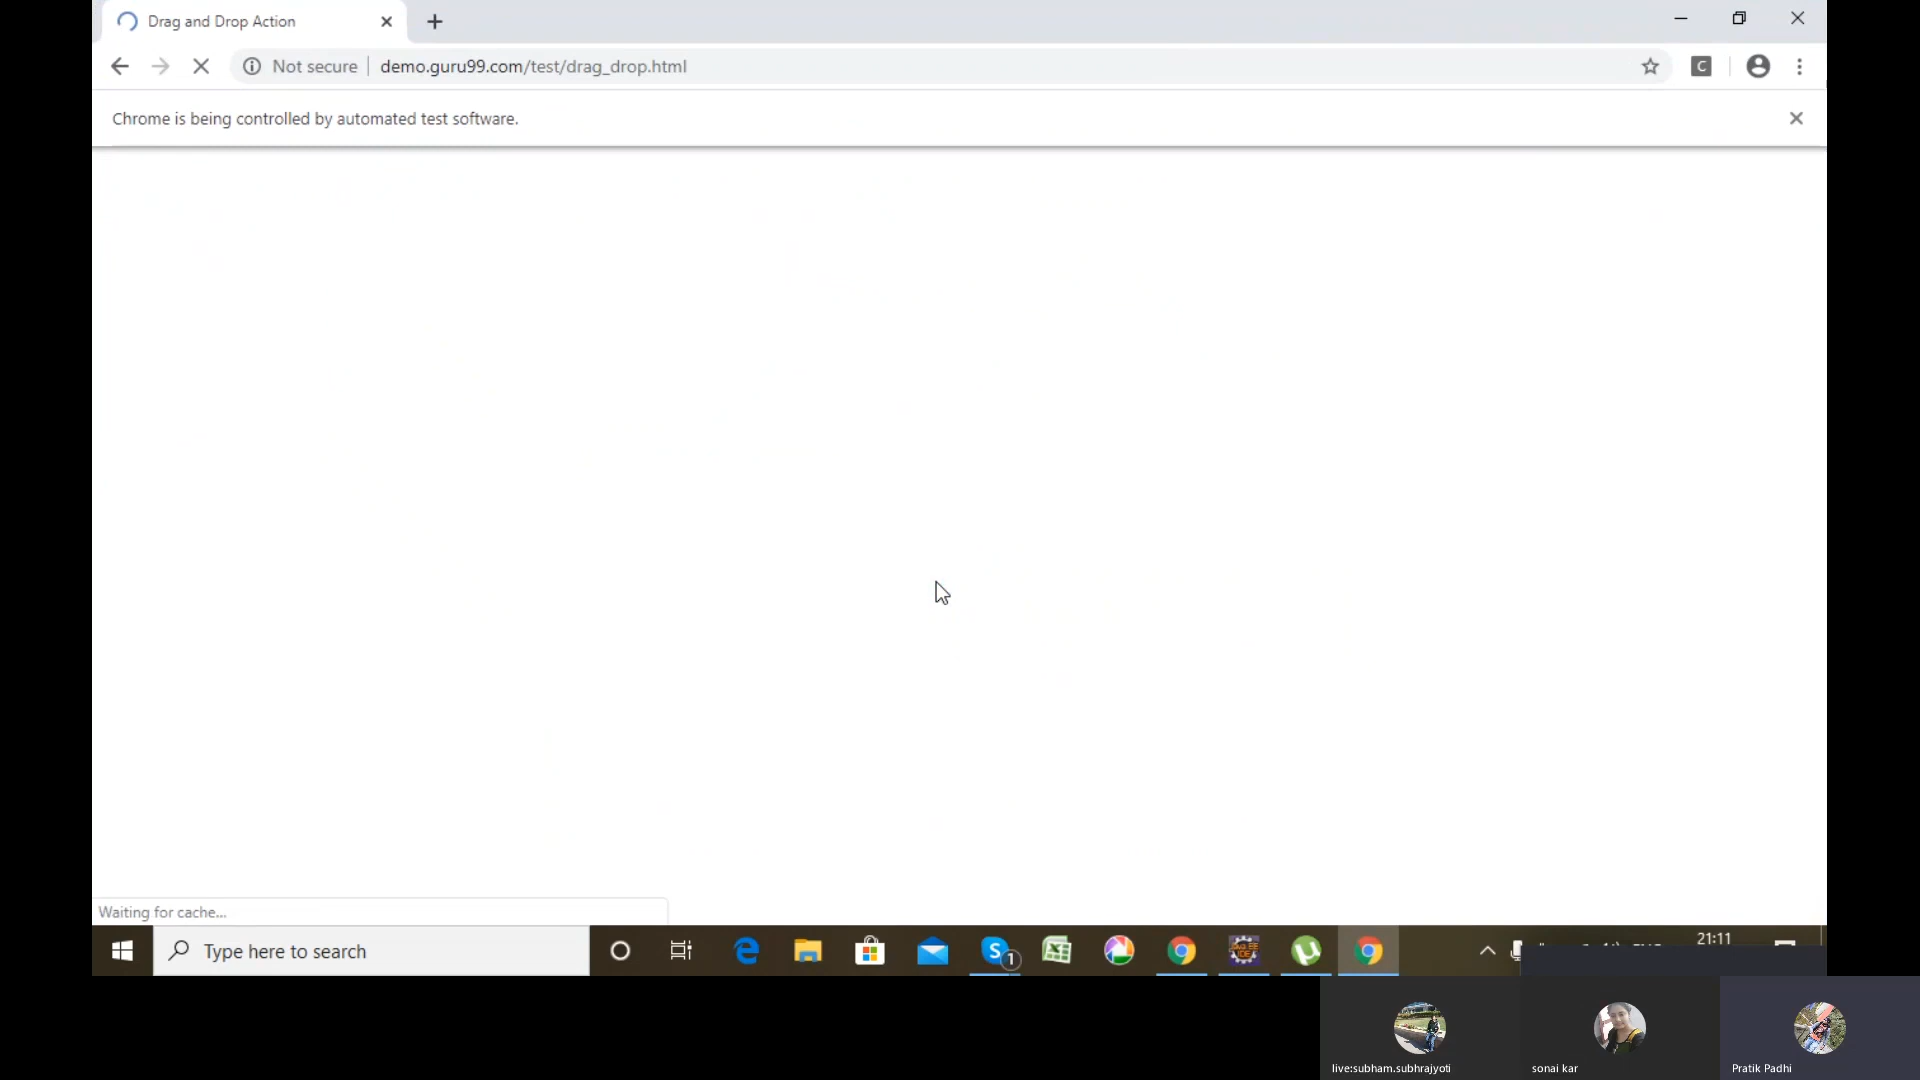 Drag and Drop Action
Not secure
demo.guru99.com/test/drag_drop.html
C
Chrome is being controlled by automated test software.
Waiting for cache...
Type here to search
S
1
21:11
live:subham.subhrajyoti
sonai kar
Pratik Padhi